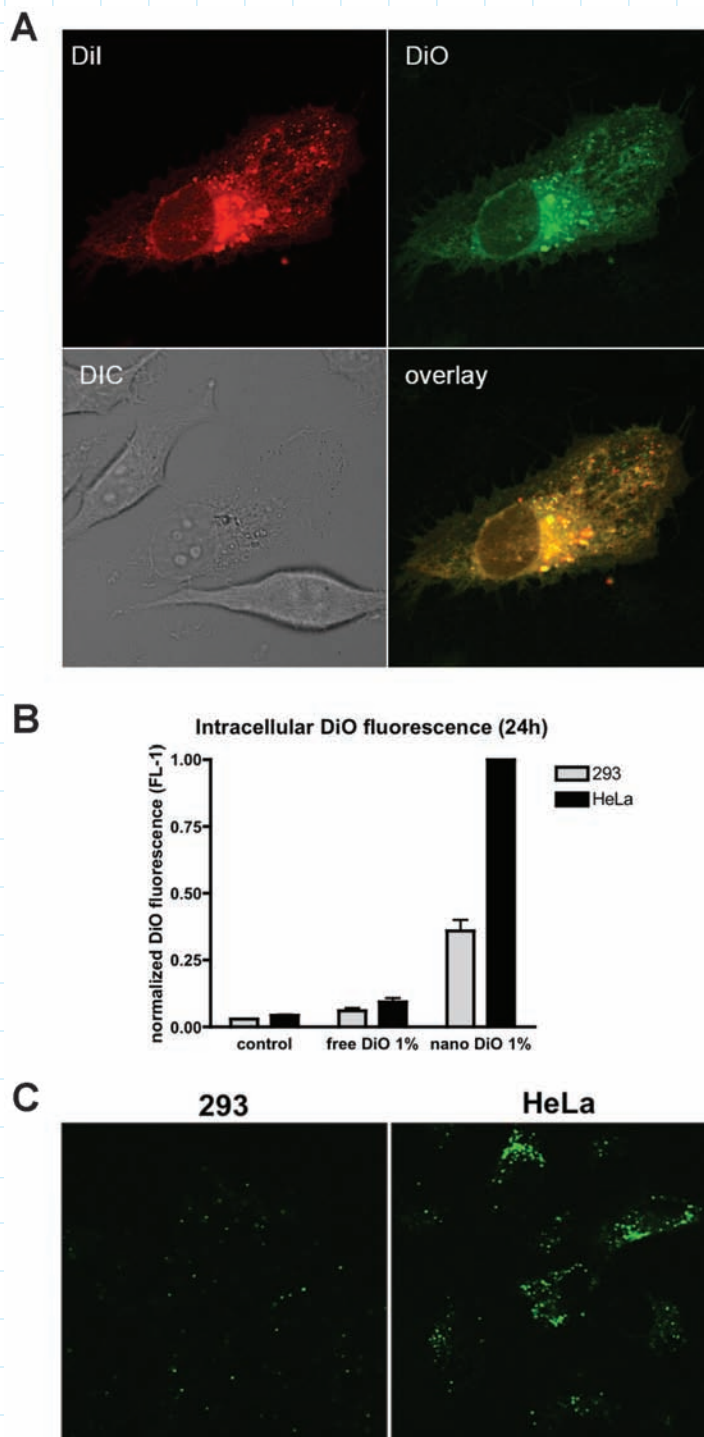 A
DiI
DiO
DIC
overlay
B
Intracellular DiO fluorescence (24h)
normalized DiO fluorescence (FL-1)
1.00
0.75
0.50
0.25
0.00
293
HeLa
control
free DiO 1%
nano DiO 1%
C
293
HeLa